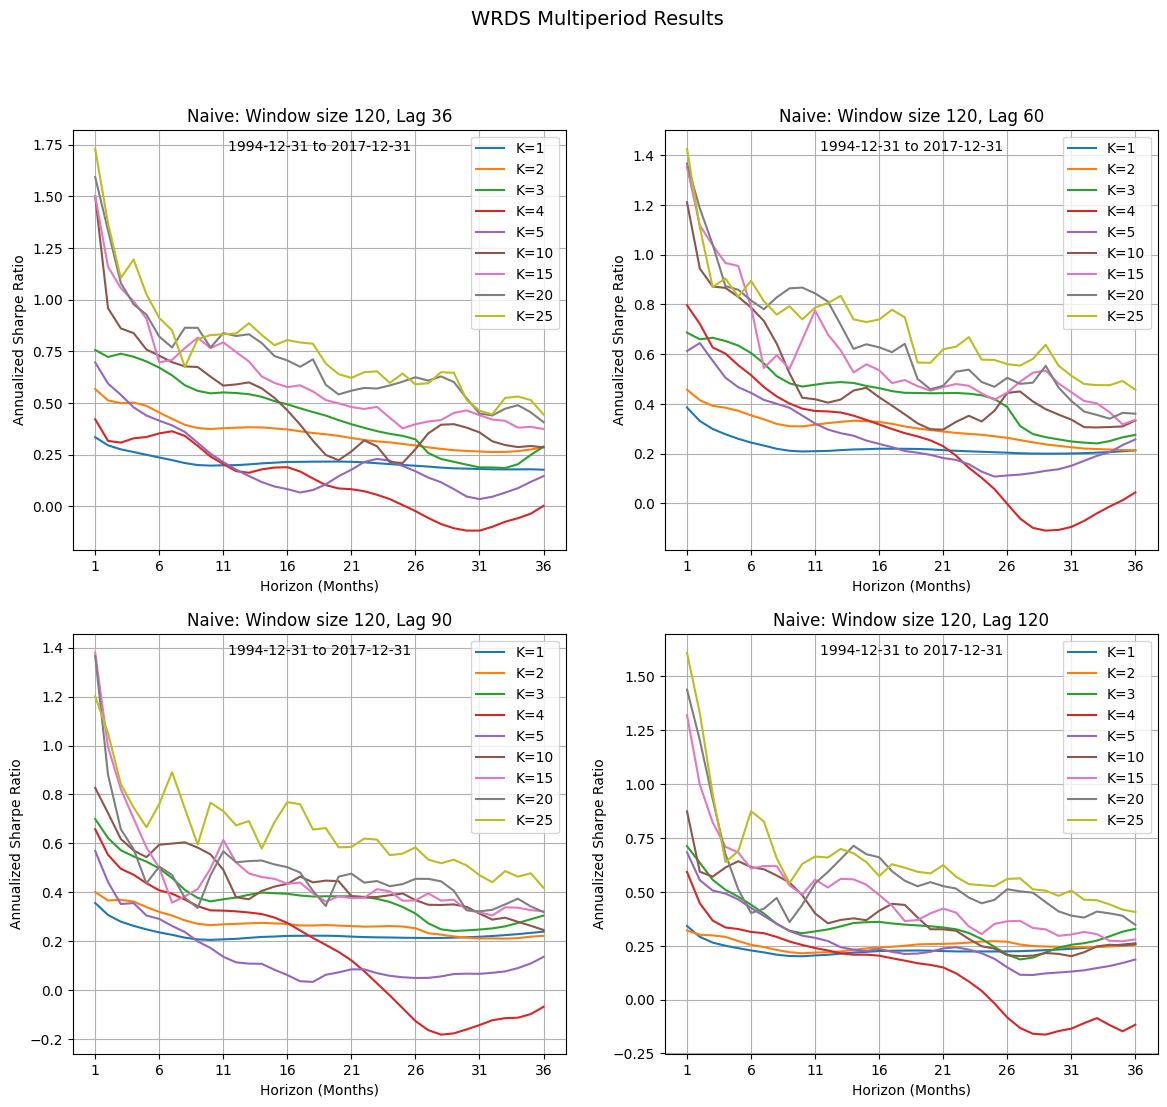 WRDS Multiperiod Results
Naive: Window size 120, Lag 36
1994-12-31 to 2017-12-31
K=1
K=2
K=3
K=4
K=5
K=10
K=15
K=20
K=25
1.75
1.50
1.25
1.00
0.75
0.50
0.25
0.00
Annualized Sharpe Ratio
1 6 11 16 21 26 31 36
Horizon (Months)
Naive: Window size 120, Lag 60
1994-12-31 to 2017-12-31
K=1
K=2
K=3
K=4
K=5
K=10
K=15
K=20
K=25
1.4
1.2
1.0
0.8
0.6
0.4
0.2
0.0
Annualized Sharpe Ratio
1 6 11 16 21 26 31 36
Horizon (Months)
Naive: Window size 120, Lag 90
1994-12-31 to 2017-12-31
K=1
K=2
K=3
K=4
K=5
K=10
K=15
K=20
K=25
1.4
1.2
1.0
0.8
0.6
0.4
0.2
0.0
−0.2
Annualized Sharpe Ratio
1 6 11 16 21 26 31 36
Horizon (Months)
Naive: Window size 120, Lag 120
1994-12-31 to 2017-12-31
K=1
K=2
K=3
K=4
K=5
K=10
K=15
K=20
K=25
1.50
1.25
1.00
0.75
0.50
0.25
0.00
−0.25
Annualized Sharpe Ratio
1 6 11 16 21 26 31 36
Horizon (Months)